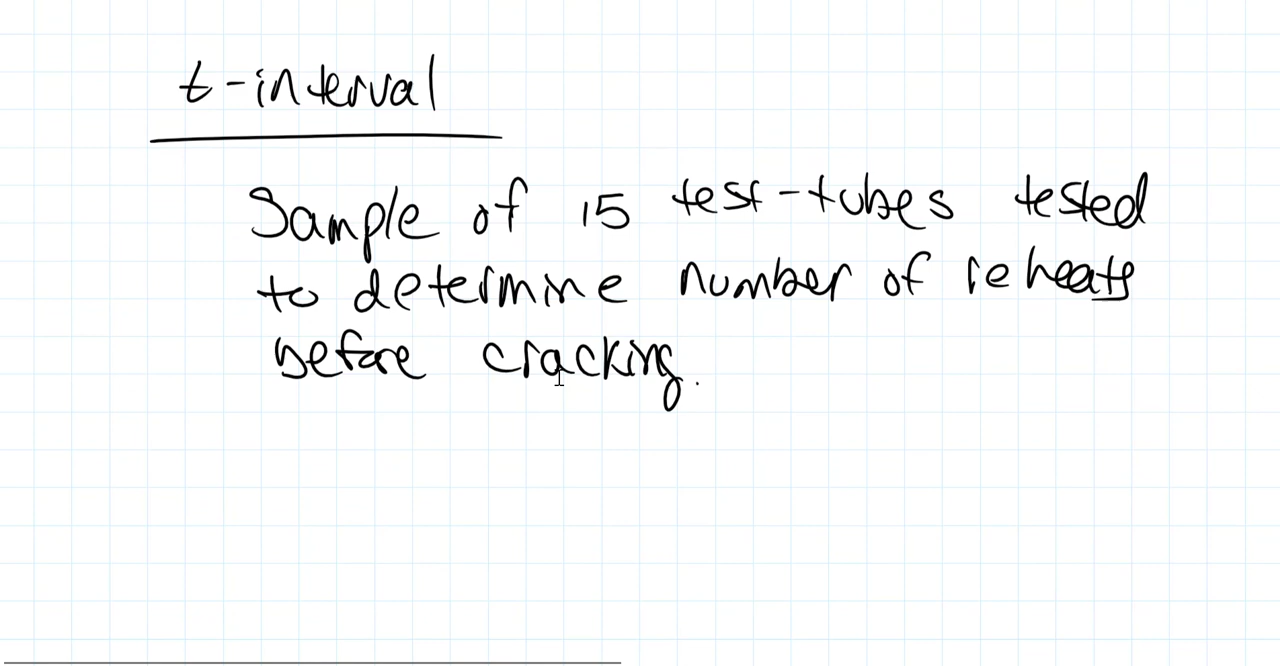 t-interval
Sample of 15 test-tubes tested
to determine number of reheats
before cracking.